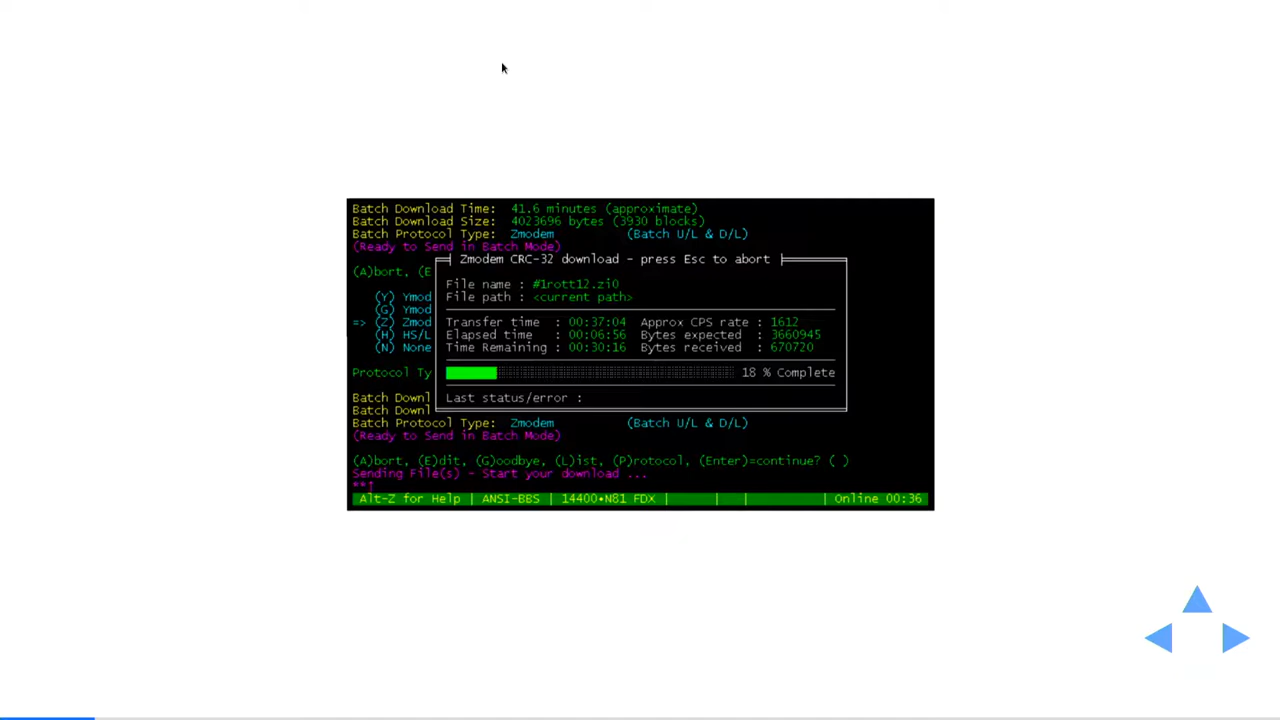 Batch Download Time: 41.6 minutes (approximate)
Batch Download Size: 4023696 bytes (3930 blocks)
Batch Protocol Type: Zmodem (Batch U/L & D/L)
(Ready to Send in Batch Mode)
Zmodem CRC-32 download - press Esc to abort
(A)bort, (E
File name : #1rott12.zi0
(Y) Ymod
File path : <current path>
(G) Ymod
=> (Z) Zmod
Transfer time : 00:37:04 Approx CPS rate : 1612
(H) HS/L
Elapsed time : 00:06:56 Bytes expected : 3660945
(N) None
Time Remaining : 00:30:16 Bytes received : 670720
Protocol Ty
18 % Complete
Batch Downl
Last status/error :
Batch Downl
Batch Protocol Type: Zmodem (Batch U/L & D/L)
(Ready to Send in Batch Mode)
(A)bort, (E)dit, (G)oodbye, (L)ist, (P)rotocol, (Enter)=continue? ( )
Sending File(s) - Start your download ...
**↑
Alt-Z for Help | ANSI-BBS | 14400•N81 FDX | | | | Online 00:36